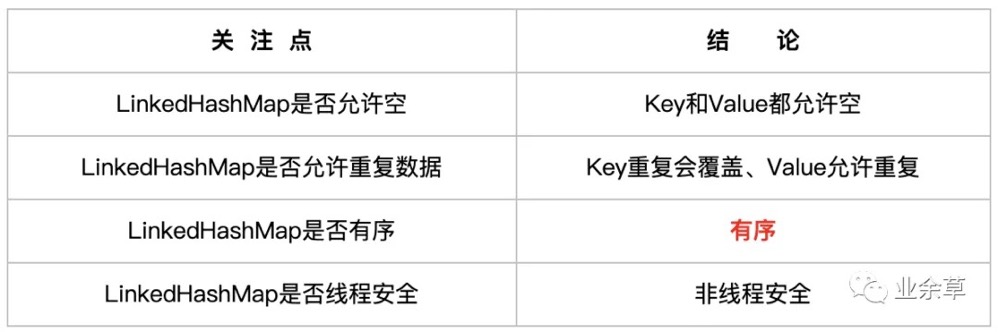 关 注 点
结 论
LinkedHashMap是否允许空
Key和Value都允许空
LinkedHashMap是否允许重复数据
Key重复会覆盖、Value允许重复
LinkedHashMap是否有序
有序
LinkedHashMap是否线程安全
非线程安全
业余草